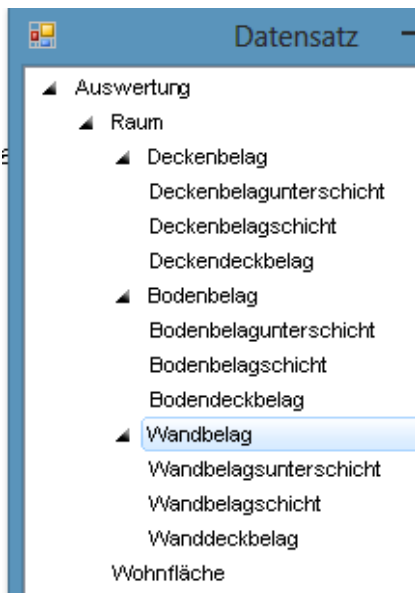 Datensatz
Auswertung
Raum
Deckenbelag
Deckenbelagunterschicht
Deckenbelagschicht
Deckendeckbelag
Bodenbelag
Bodenbelagunterschicht
Bodenbelagschicht
Bodendeckbelag
Wandbelag
Wandbelagsunterschicht
Wandbelagschicht
Wanddeckbelag
Wohnfläche